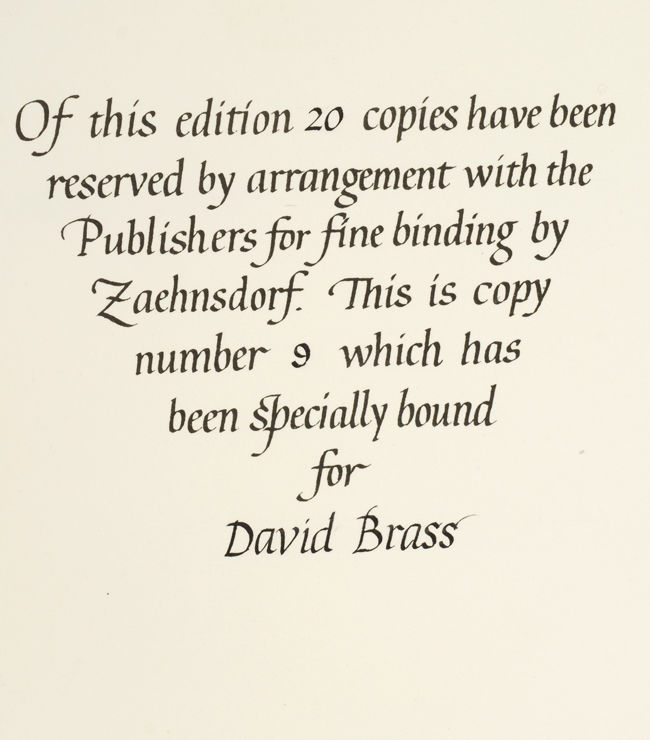 Of this edition 20 copies have been
reserved by arrangement with the
Publishers for fine binding by
Zaehnsdorf. This is copy
number 9 which has
been specially bound
for
David Brass